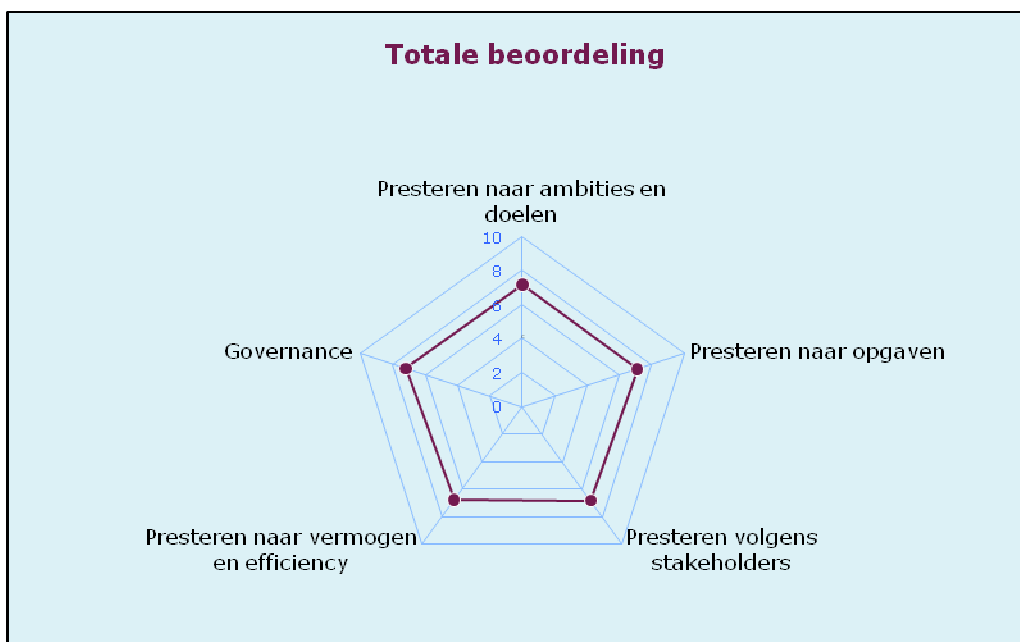 Totale beoordeling
Presteren naar ambities en
doelen
10
8
6
4
2
0
Governance
Presteren naar opgaven
Presteren naar vermogen
en efficiency
Presteren volgens
stakeholders